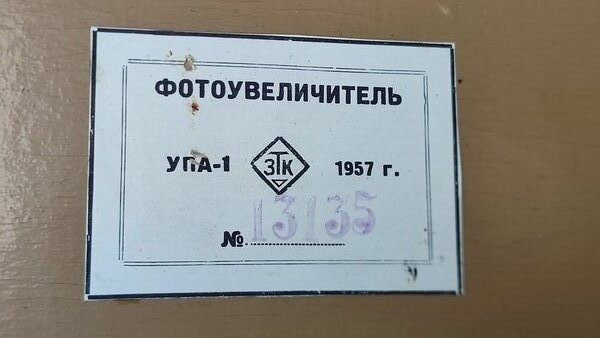 ФОТОУВЕЛИЧИТЕЛЬ
УПА-1 ЗТК 1957 г.
№ 13135